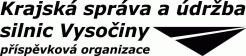 Krajská správa a údržba
silnic Vysočiny
příspěvková organizace